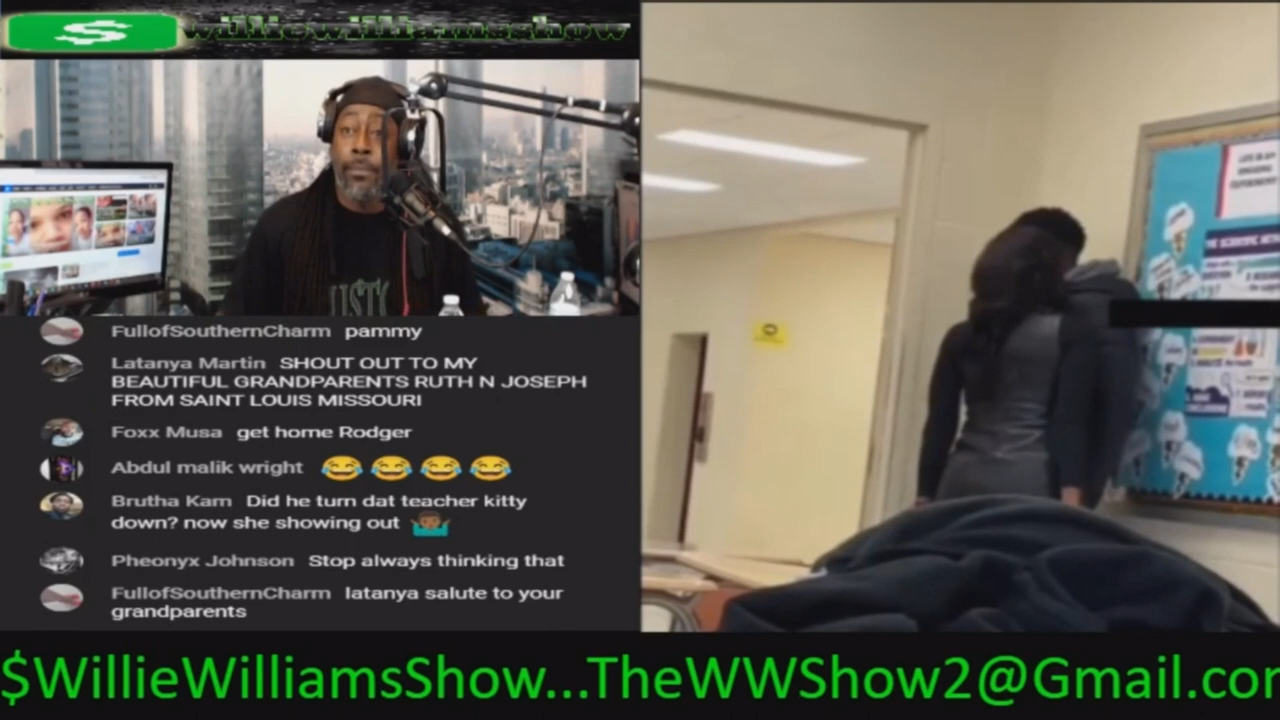 $ williewilliamsshow
FullofSouthernCharm pammy
Latanya Martin SHOUT OUT TO MY
BEAUTIFUL GRANDPARENTS RUTH N JOSEPH
FROM SAINT LOUIS MISSOURI
Foxx Musa get home Rodger
Abdul malik wright 😂 😂 😂 😂
Brutha Kam Did he turn dat teacher kitty
down? now she showing out 🤷🏾‍♂️
Pheonyx Johnson Stop always thinking that
FullofSouthernCharm latanya salute to your
grandparents
$WillieWilliamsShow...TheWWShow2@Gmail.com